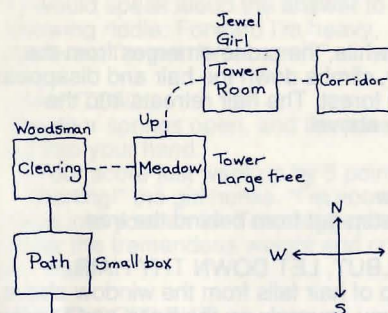 Jewel
Girl
Tower
Room
Corridor
Up
Woodsman
Clearing
Meadow
Tower
Large tree
N
W
S
Path
Small box